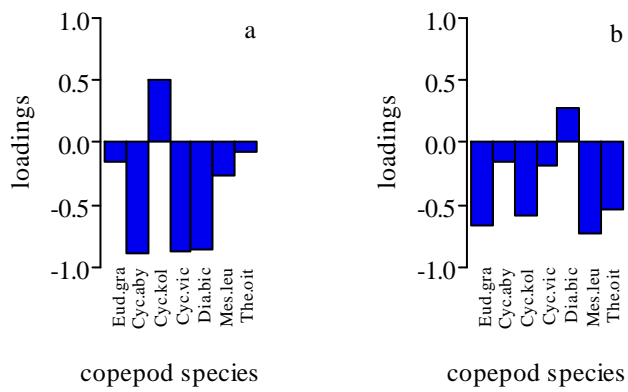 1.0
a
0.5
0.0
-0.5
-1.0
loadings
Eud.gra
Cyc.aby
Cyc.kol
Cyc.vic
Dia.bic
Mes.leu
The.oit
copepod species
1.0
b
0.5
0.0
-0.5
-1.0
loadings
Eud.gra
Cyc.aby
Cyc.kol
Cyc.vic
Dia.bic
Mes.leu
The.oit
copepod species